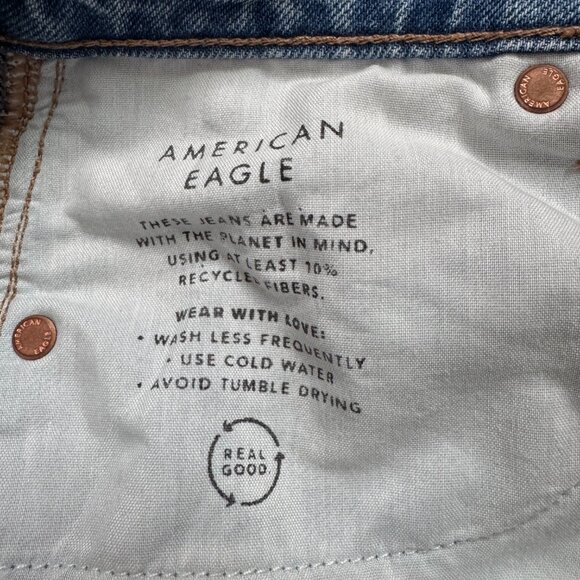 AMERICAN
EAGLE
THESE JEANS ARE MADE
WITH THE PLANET IN MIND,
USING AT LEAST 10%
RECYCLED FIBERS.
WEAR WITH LOVE:
• WASH LESS FREQUENTLY
• USE COLD WATER
• AVOID TUMBLE DRYING
REAL
GOOD.
AMERICAN
EAGLE
AMERICAN
EAGLE